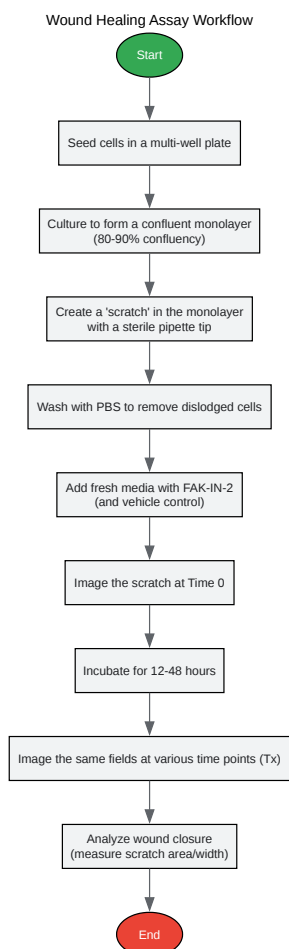 Wound Healing Assay Workflow
Start
Seed cells in a multi-well plate
Culture to form a confluent monolayer
(80-90% confluency)
Create a 'scratch' in the monolayer
with a sterile pipette tip
Wash with PBS to remove dislodged cells
Add fresh media with FAK-IN-2
(and vehicle control)
Image the scratch at Time 0
Incubate for 12-48 hours
Image the same fields at various time points (Tx)
Analyze wound closure
(measure scratch area/width)
End